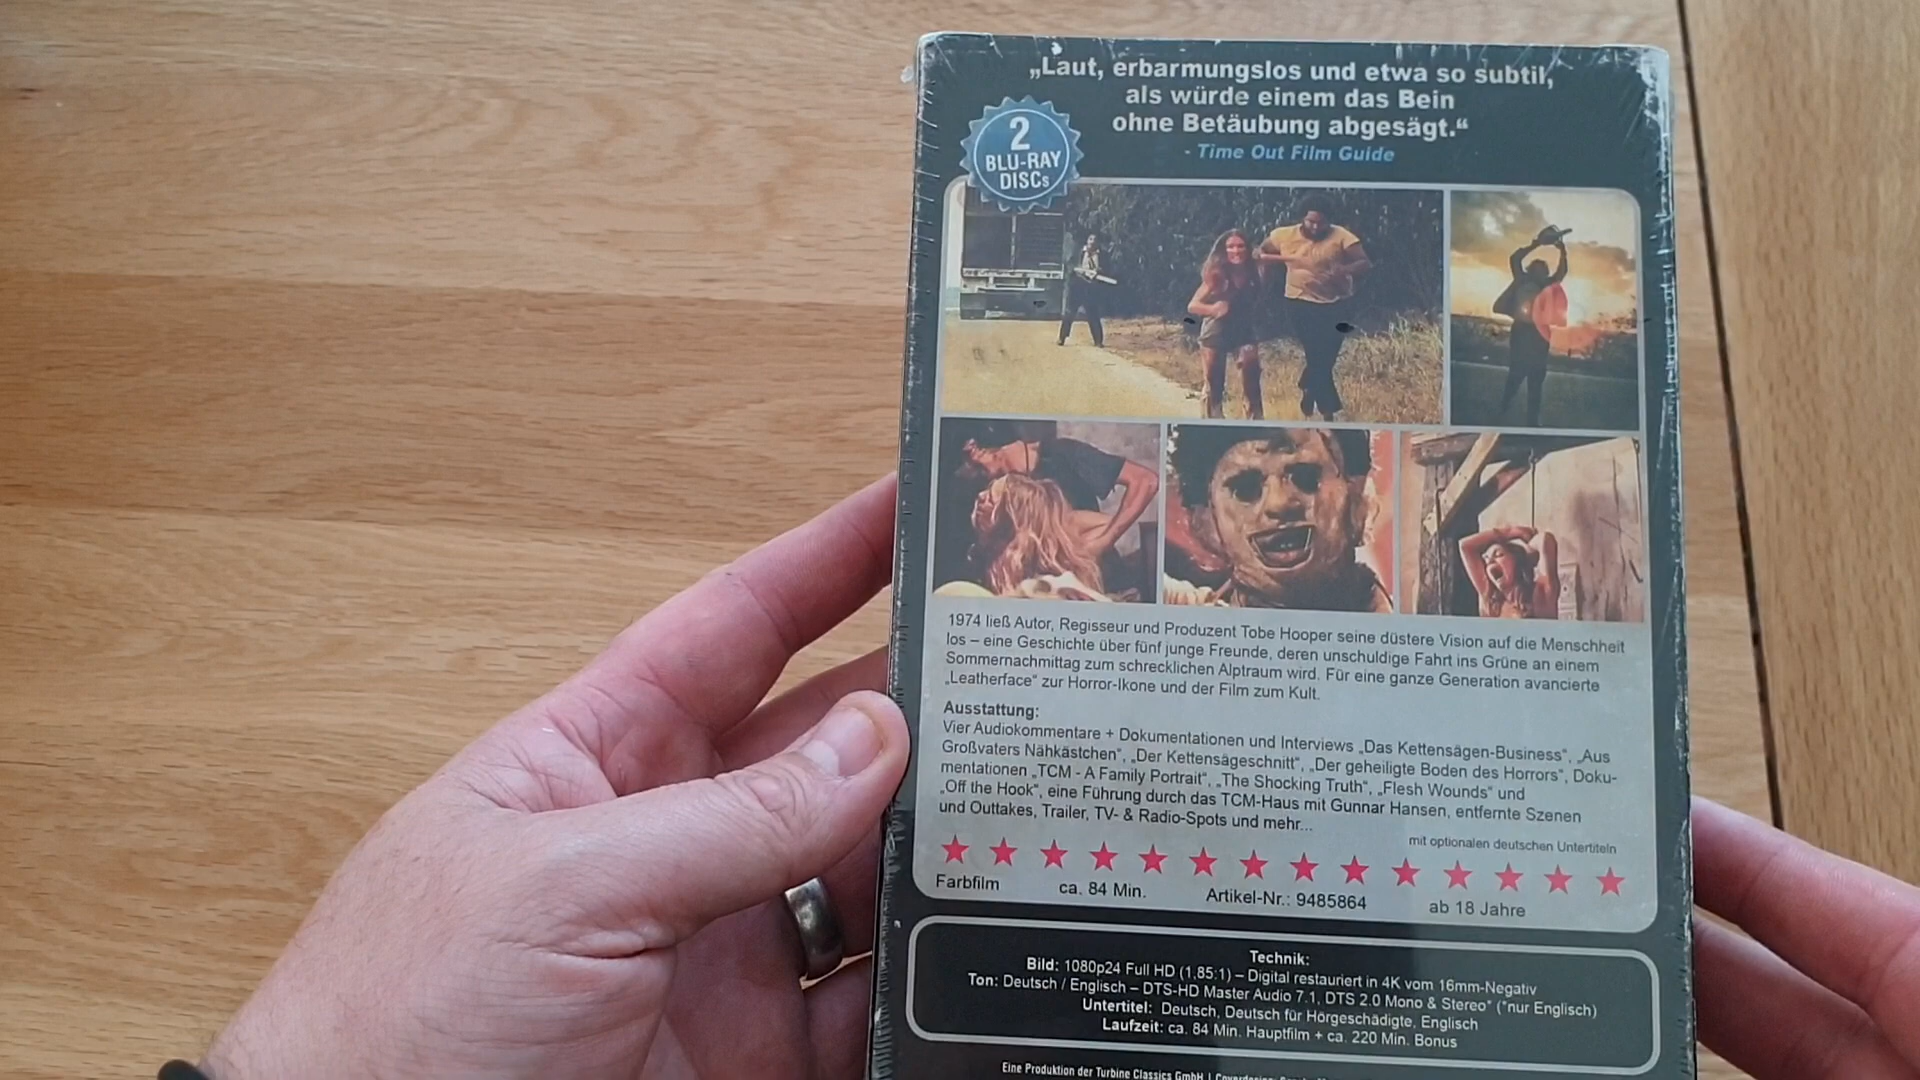 „Laut, erbarmungslos und etwa so subtil,
als würde einem das Bein
ohne Betäubung abgesägt.“
- Time Out Film Guide
2
BLU-RAY
DISCs
1974 ließ Autor, Regisseur und Produzent Tobe Hooper seine düstere Vision auf die Menschheit
los – eine Geschichte über fünf junge Freunde, deren unschuldige Fahrt ins Grüne an einem
Sommernachmittag zum schrecklichen Alptraum wird. Für eine ganze Generation avancierte
„Leatherface“ zur Horror-Ikone und der Film zum Kult.
Ausstattung:
Vier Audiokommentare + Dokumentationen und Interviews „Das Kettensägen-Business“, „Aus
Großvaters Nähkästchen“, „Der Kettensägeschnitt“, „Der geheiligte Boden des Horrors“, Doku-
mentationen „TCM - A Family Portrait“, „The Shocking Truth“, „Flesh Wounds“ und
„Off the Hook“, eine Führung durch das TCM-Haus mit Gunnar Hansen, entfernte Szenen
und Outtakes, Trailer, TV- & Radio-Spots und mehr...
mit optionalen deutschen Untertiteln
Farbfilm ca. 84 Min. Artikel-Nr.: 9485864 ab 18 Jahre
Technik:
Bild: 1080p24 Full HD (1,85:1) – Digital restauriert in 4K vom 16mm-Negativ
Ton: Deutsch / Englisch – DTS-HD Master Audio 7.1, DTS 2.0 Mono & Stereo* (*nur Englisch)
Untertitel: Deutsch, Deutsch für Hörgeschädigte, Englisch
Laufzeit: ca. 84 Min. Hauptfilm + ca. 220 Min. Bonus
Eine Produktion der Turbine Classics GmbH |